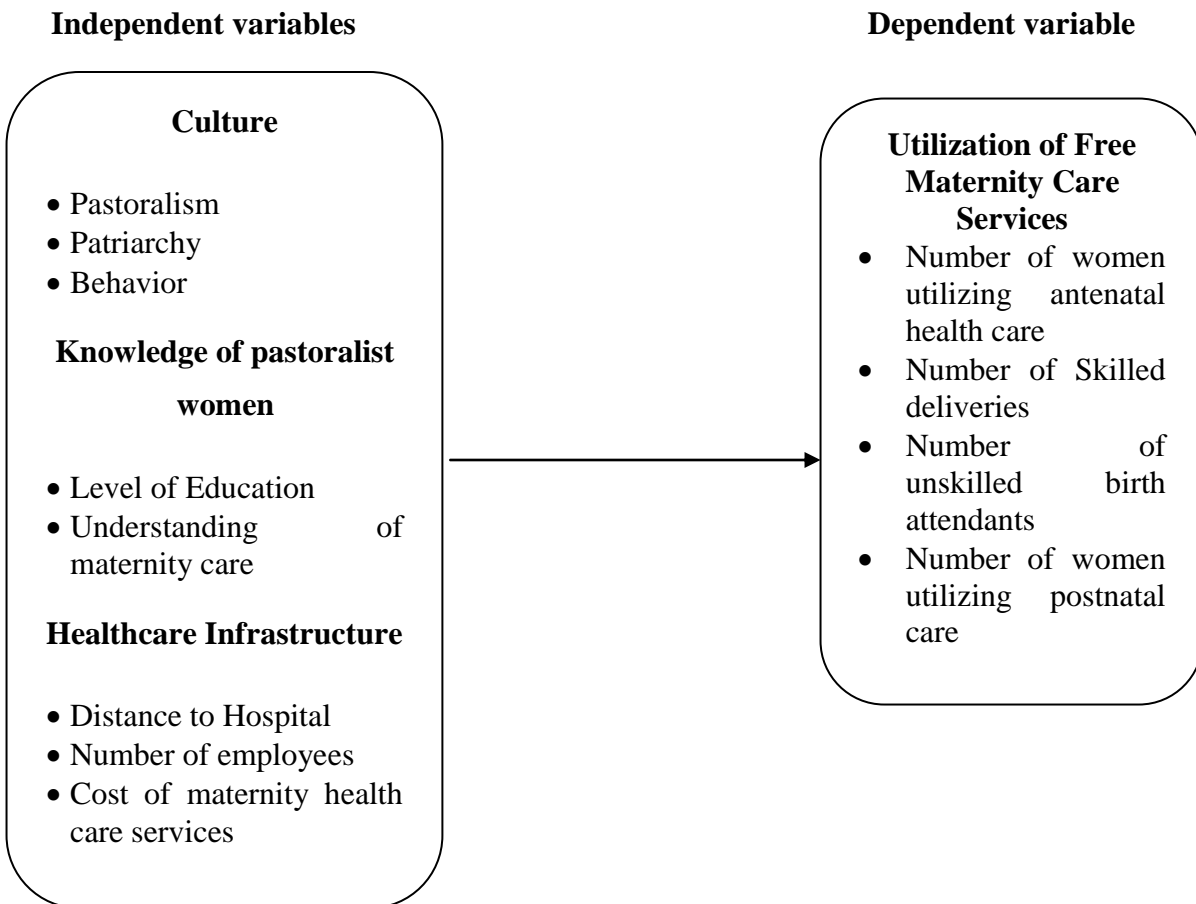 Independent variables
Dependent variable
Culture
• Pastoralism
• Patriarchy
• Behavior
Knowledge of pastoralist
women
• Level of Education
• Understanding of
maternity care
Healthcare Infrastructure
• Distance to Hospital
• Number of employees
• Cost of maternity health
care services
Utilization of Free
Maternity Care
Services
• Number of women
utilizing antenatal
health care
• Number of Skilled
deliveries
• Number of
unskilled birth
attendants
• Number of women
utilizing postnatal
care